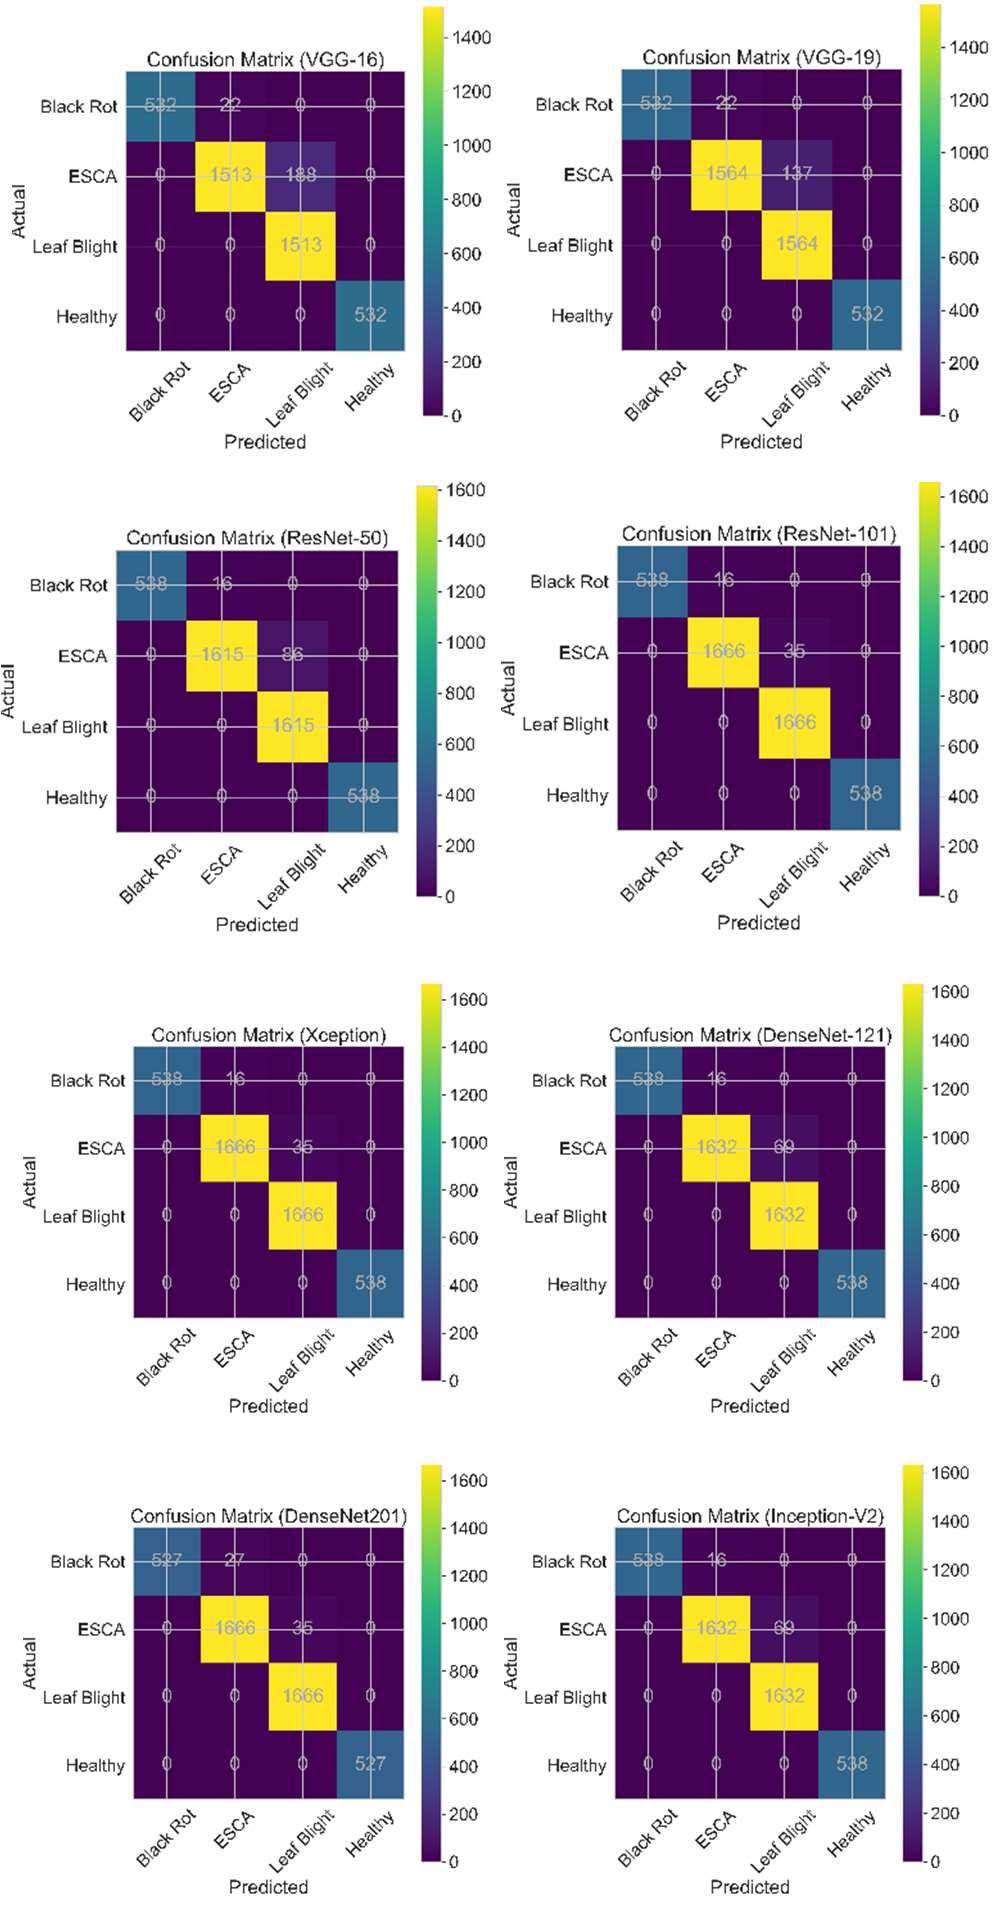 Confusion Matrix (VGG-16)
Actual
Black Rot 532 22 0 0
ESCA 0 1513 188 0
Leaf Blight 0 0 1513 0
Healthy 0 0 0 532
Black Rot ESCA Leaf Blight Healthy
Predicted
1400
1200
1000
800
600
400
200
0
Confusion Matrix (VGG-19)
Actual
Black Rot 532 22 0 0
ESCA 0 1564 137 0
Leaf Blight 0 0 1564 0
Healthy 0 0 0 532
Black Rot ESCA Leaf Blight Healthy
Predicted
1400
1200
1000
800
600
400
200
0
Confusion Matrix (ResNet-50)
Actual
Black Rot 538 16 0 0
ESCA 0 1615 86 0
Leaf Blight 0 0 1615 0
Healthy 0 0 0 538
Black Rot ESCA Leaf Blight Healthy
Predicted
1600
1400
1200
1000
800
600
400
200
0
Confusion Matrix (ResNet-101)
Actual
Black Rot 538 16 0 0
ESCA 0 1666 35 0
Leaf Blight 0 0 1666 0
Healthy 0 0 0 538
Black Rot ESCA Leaf Blight Healthy
Predicted
1600
1400
1200
1000
800
600
400
200
0
Confusion Matrix (Xception)
Actual
Black Rot 538 16 0 0
ESCA 0 1666 35 0
Leaf Blight 0 0 1666 0
Healthy 0 0 0 538
Black Rot ESCA Leaf Blight Healthy
Predicted
1600
1400
1200
1000
800
600
400
200
0
Confusion Matrix (DenseNet-121)
Actual
Black Rot 538 16 0 0
ESCA 0 1632 69 0
Leaf Blight 0 0 1632 0
Healthy 0 0 0 538
Black Rot ESCA Leaf Blight Healthy
Predicted
1600
1400
1200
1000
800
600
400
200
0
Confusion Matrix (DenseNet201)
Actual
Black Rot 527 27 0 0
ESCA 0 1666 35 0
Leaf Blight 0 0 1666 0
Healthy 0 0 0 527
Black Rot ESCA Leaf Blight Healthy
Predicted
1600
1400
1200
1000
800
600
400
200
0
Confusion Matrix (Inception-V2)
Actual
Black Rot 538 16 0 0
ESCA 0 1632 69 0
Leaf Blight 0 0 1632 0
Healthy 0 0 0 538
Black Rot ESCA Leaf Blight Healthy
Predicted
1600
1400
1200
1000
800
600
400
200
0